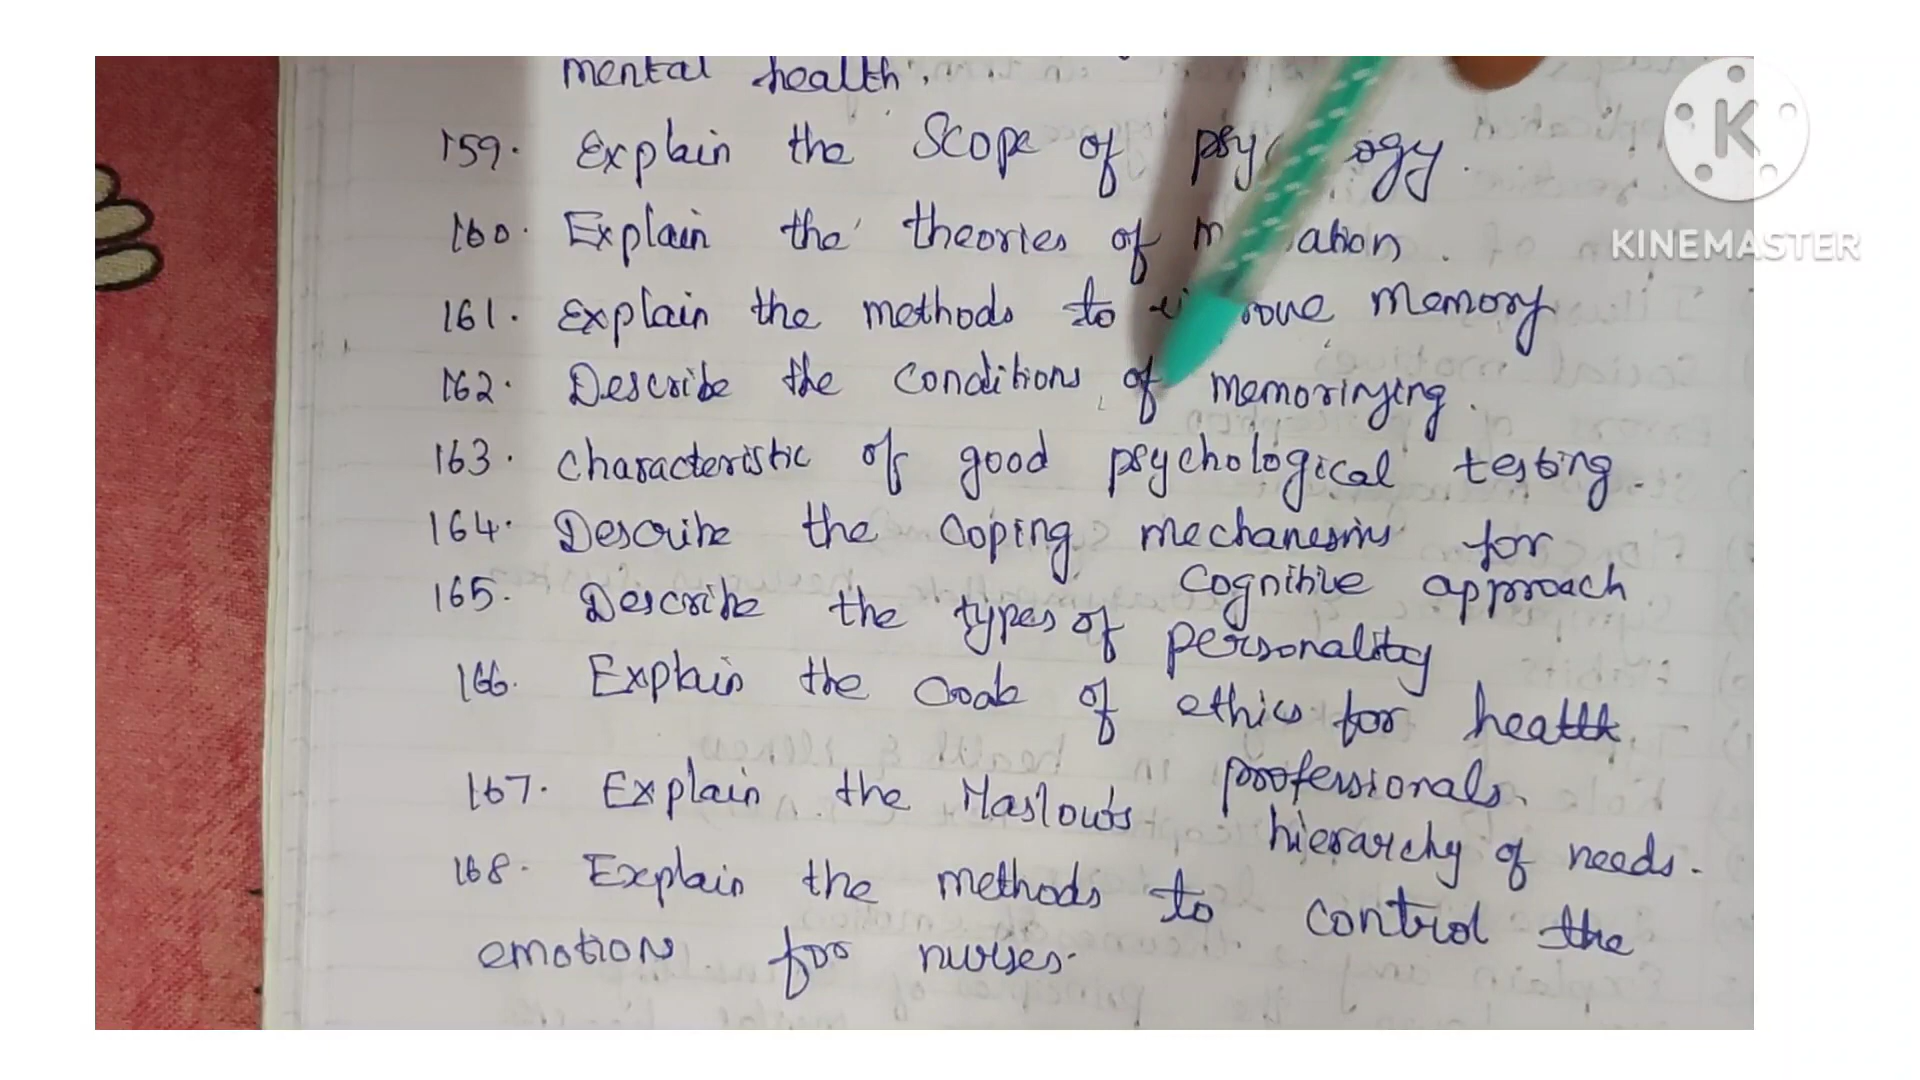 mental health.
159. Explain the Scope of psy ogy.
160. Explain the theories of m ation.
161. Explain the methods to rove memory
162. Describe the conditions of memorizing.
163. Characteristic of good psychological testing.
164. Describe the coping mechanesms for
cognitive approach
165. Describe the types of personality
166. Explain the Code of ethics for health
professionals.
167. Explain the Maslow's hierarchy of needs.
168. Explain the methods to control the
emotions for nurses.
K
KINEMASTER